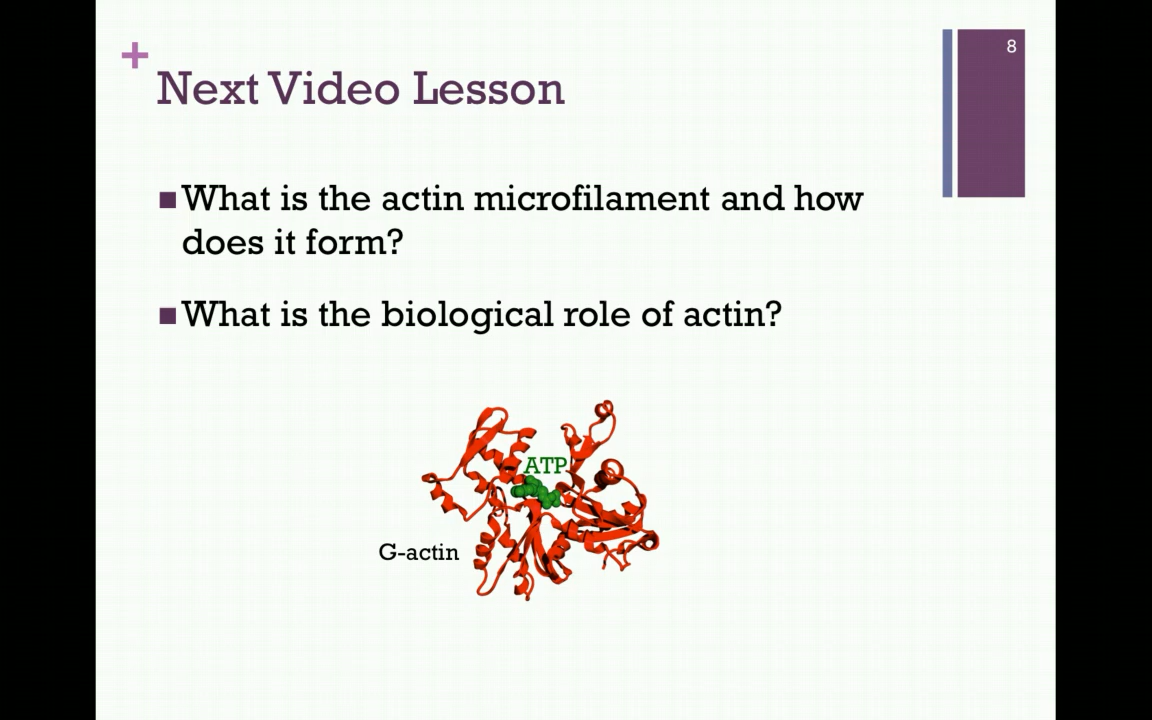 8
+
Next Video Lesson
■What is the actin microfilament and how
does it form?
■What is the biological role of actin?
ATP
G-actin